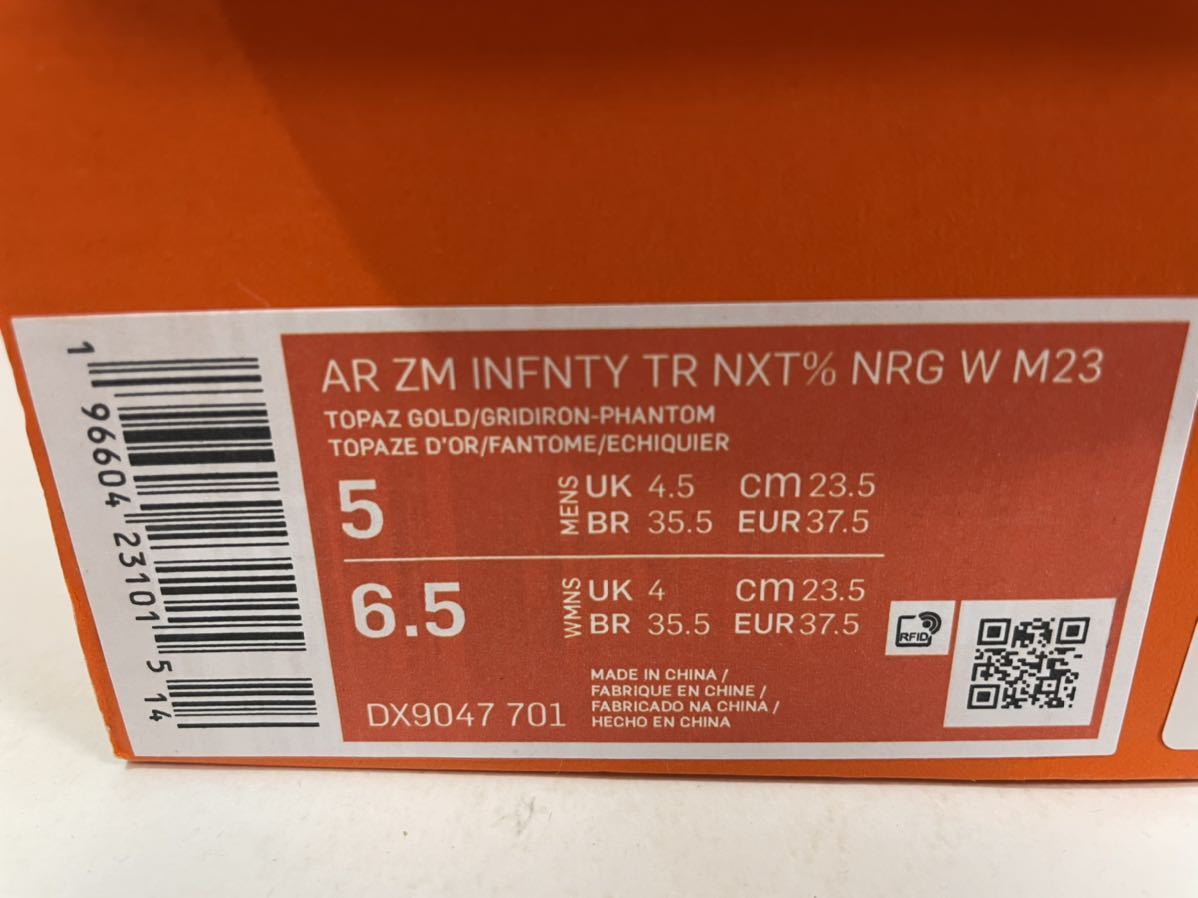 AR ZM INFNTY TR NXT% NRG W M23
TOPAZ GOLD/GRIDIRON-PHANTOM
TOPAZE D'OR/FANTOME/ECHIQUIER
5 MENS UK 4.5 cm 23.5
BR 35.5 EUR 37.5
6.5 WMNS UK 4 cm 23.5
BR 35.5 EUR 37.5
RFID
MADE IN CHINA /
FABRIQUE EN CHINE /
FABRICADO NA CHINA /
HECHO EN CHINA
DX9047 701
1 96604 23101 5 14